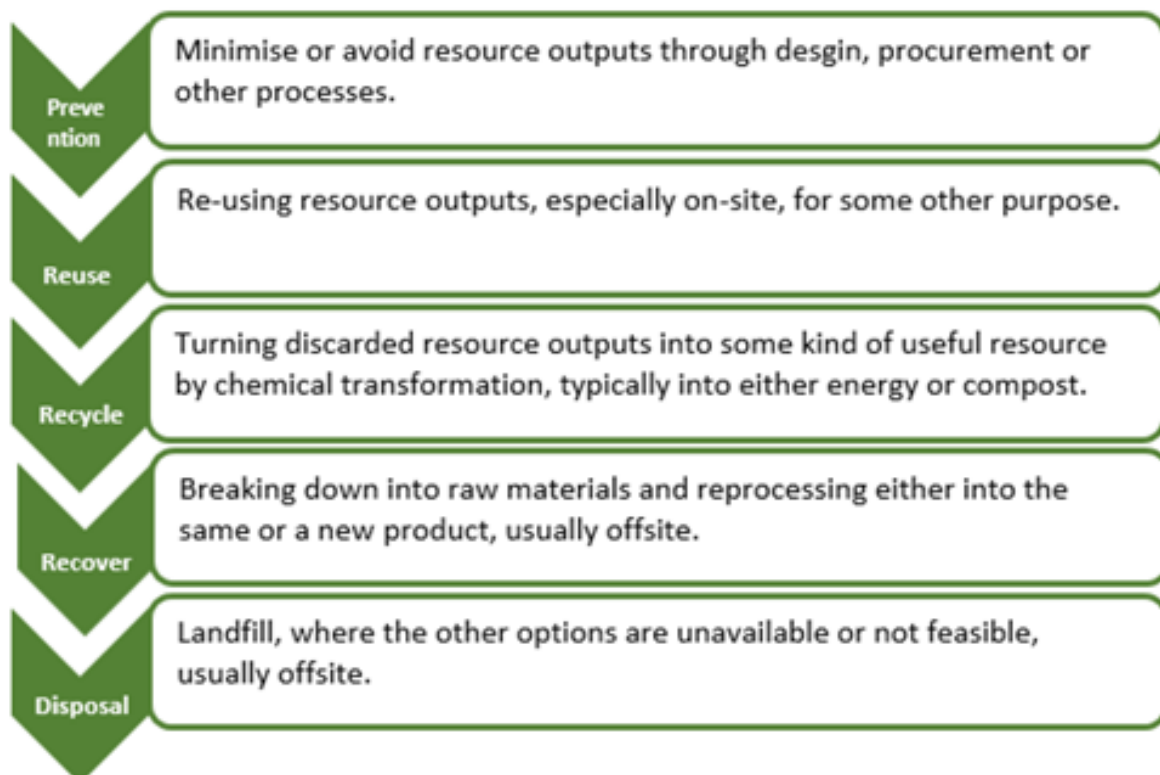 Preve
ntion
Minimise or avoid resource outputs through desgin, procurement or
other processes.
Reuse
Re-using resource outputs, especially on-site, for some other purpose.
Recycle
Turning discarded resource outputs into some kind of useful resource
by chemical transformation, typically into either energy or compost.
Recover
Breaking down into raw materials and reprocessing either into the
same or a new product, usually offsite.
Disposal
Landfill, where the other options are unavailable or not feasible,
usually offsite.